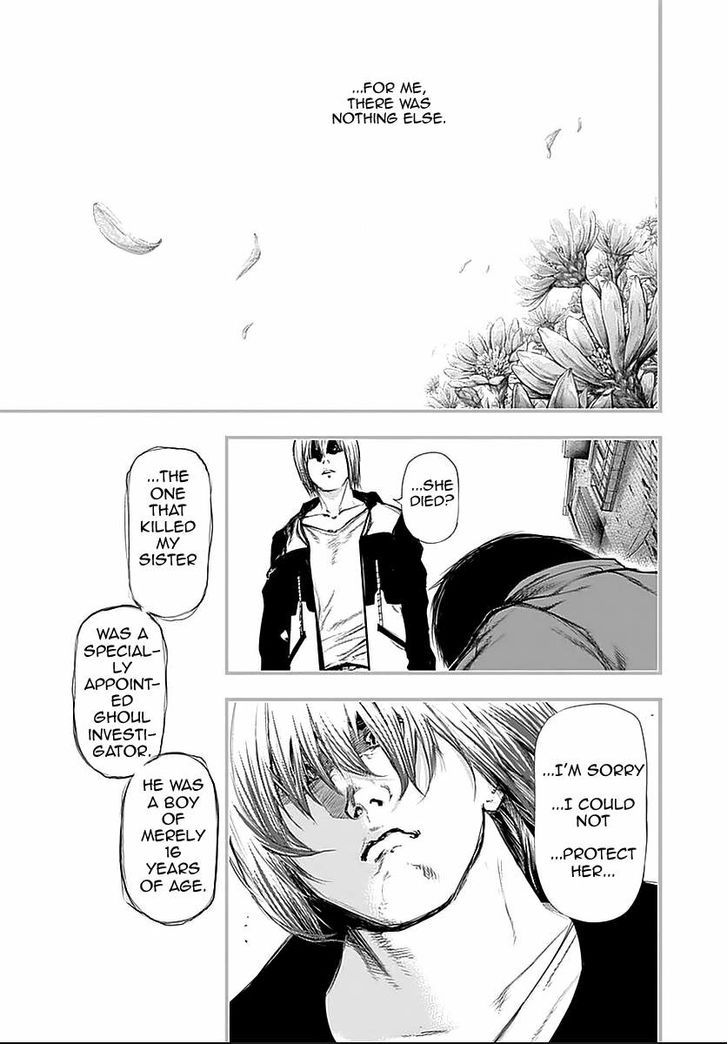 ...FOR ME,
THERE WAS
NOTHING ELSE.
...SHE
DIED?
...THE
ONE
THAT
KILLED
MY
SISTER
WAS A
SPECIAL-
LY
APPOINT-
ED
GHOUL
INVESTI-
GATOR.
HE WAS
A BOY
OF
MERELY
16
YEARS
OF AGE.
...I'M SORRY
...I COULD
NOT
...PROTECT
HER...